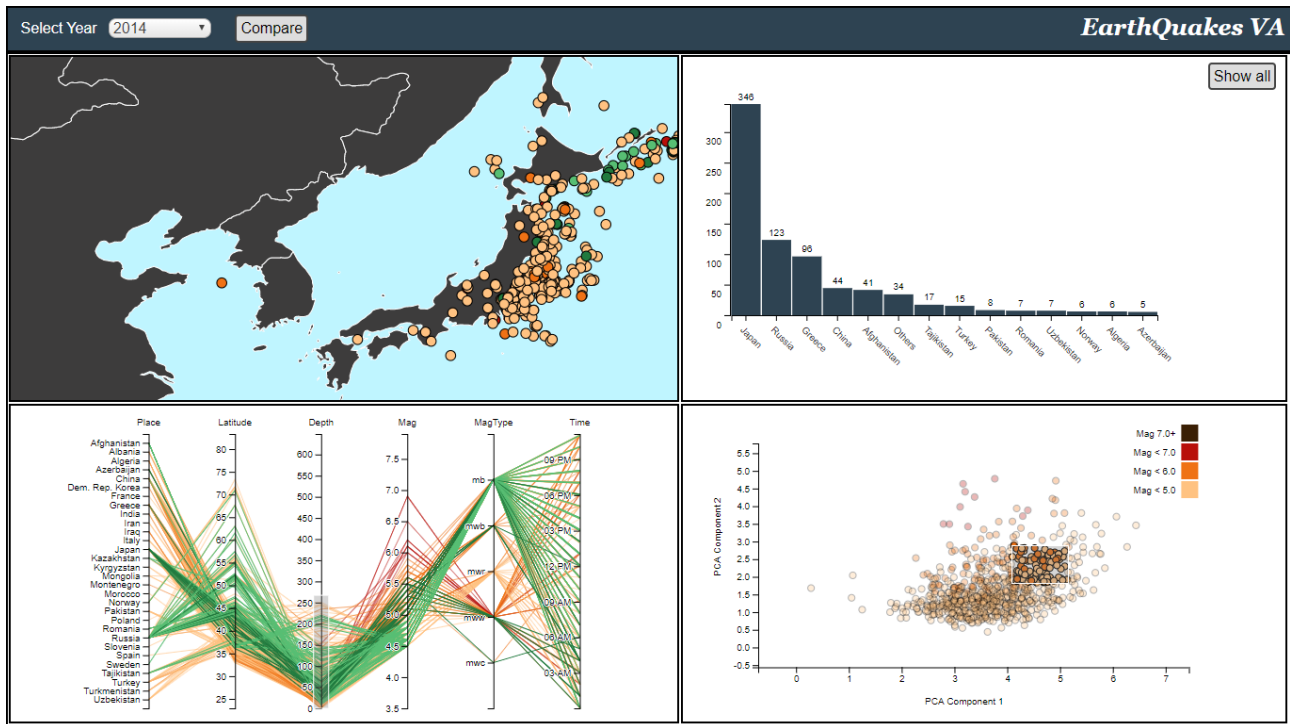 Select Year 2014 Compare EarthQuakes VA
Show all
346
123
96
44
41
34
17
15
8
7
7
6
6
5
300
250
200
150
100
50
0
Japan
Russia
Greece
China
Afghanistan
Others
Tajikistan
Turkey
Pakistan
Romania
Uzbekistan
Norway
Algeria
Azerbaijan
Place Latitude Depth Mag MagType Time
Afghanistan
Albania
Algeria
Azerbaijan
China
Dem. Rep. Korea
France
Greece
India
Iran
Iraq
Italy
Japan
Kazakhstan
Kyrgyzstan
Mongolia
Montenegro
Morocco
Norway
Pakistan
Poland
Romania
Russia
Slovenia
Spain
Sweden
Tajikistan
Turkey
Turkmenistan
Uzbekistan
80
75
70
65
60
55
50
45
40
35
30
25
600
550
500
450
400
350
300
250
200
150
100
50
0
7.5
7.0
6.5
6.0
5.5
5.0
4.5
4.0
3.5
mb
mwb
mwr
mww
mwc
09 PM
06 PM
03 PM
12 PM
09 AM
06 AM
03 AM
Mag 7.0+
Mag < 7.0
Mag < 6.0
Mag < 5.0
PCA Component2
5.5
5.0
4.5
4.0
3.5
3.0
2.5
2.0
1.5
1.0
0.5
0.0
-0.5
0 1 2 3 4 5 6 7
PCA Component 1